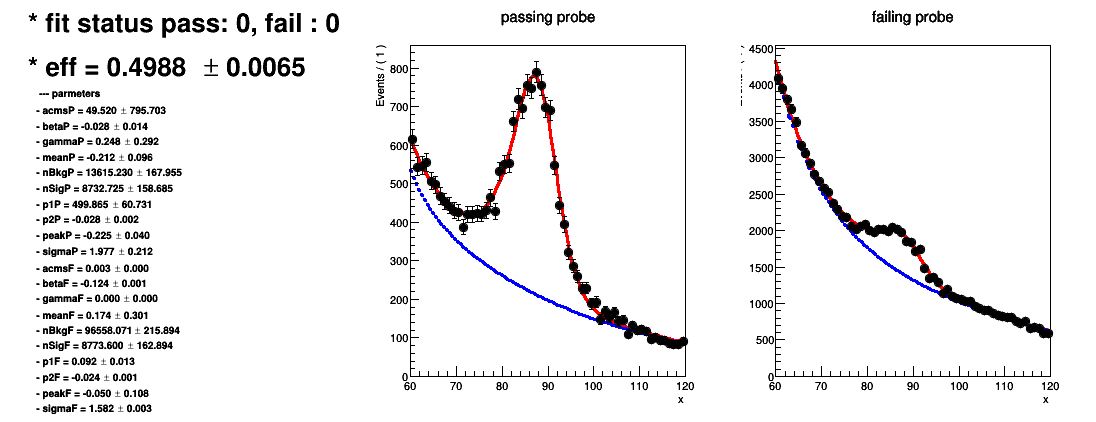 * fit status pass: 0, fail : 0
* eff = 0.4988 ± 0.0065
--- parmeters
- acmsP = 49.520 ± 795.703
- betaP = -0.028 ± 0.014
- gammaP = 0.248 ± 0.292
- meanP = -0.212 ± 0.096
- nBkgP = 13615.230 ± 167.955
- nSigP = 8732.725 ± 158.685
- p1P = 499.865 ± 60.731
- p2P = -0.028 ± 0.002
- peakP = -0.225 ± 0.040
- sigmaP = 1.977 ± 0.212
- acmsF = 0.003 ± 0.000
- betaF = -0.124 ± 0.001
- gammaF = 0.000 ± 0.000
- meanF = 0.174 ± 0.301
- nBkgF = 96558.071 ± 215.894
- nSigF = 8773.600 ± 162.894
- p1F = 0.092 ± 0.013
- p2F = -0.024 ± 0.001
- peakF = -0.050 ± 0.108
- sigmaF = 1.582 ± 0.003
passing probe
Events / ( 1 )
800
700
600
500
400
300
200
100
0
60 70 80 90 100 110 120
x
failing probe
4500
4000
3500
3000
2500
2000
1500
1000
500
0
60 70 80 90 100 110 120
x